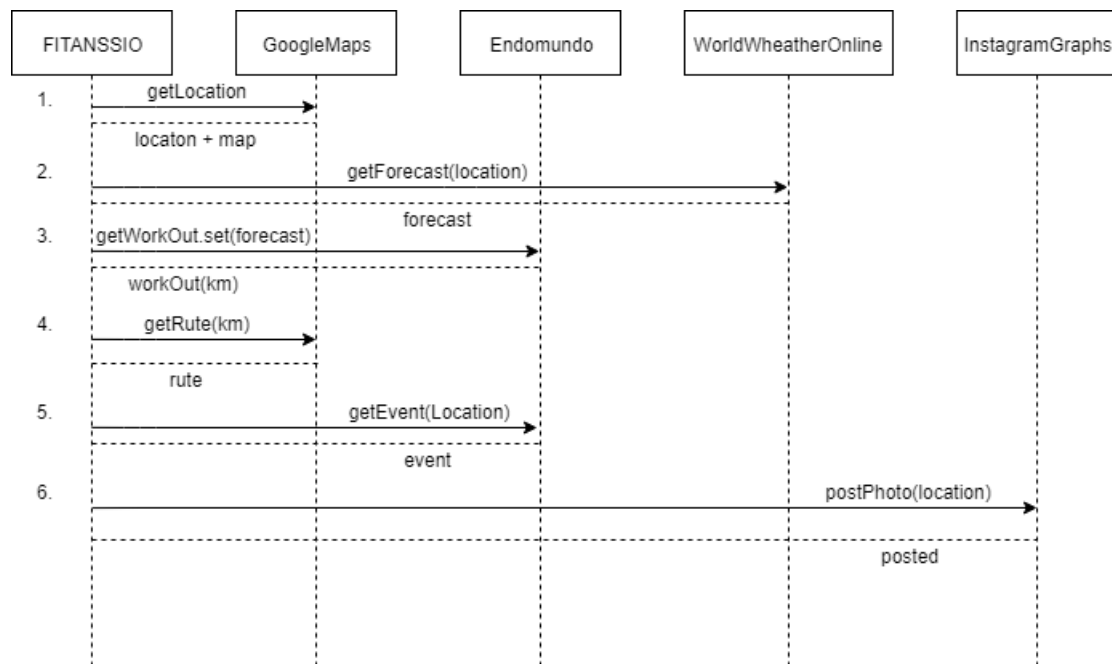 FITANSSIO
GoogleMaps
Endomundo
WorldWheatherOnline
InstagramGraphs
1.
getLocation
locaton + map
2.
getForecast(location)
forecast
3.
getWorkOut.set(forecast)
workOut(km)
4.
getRute(km)
rute
5.
getEvent(Location)
event
6.
postPhoto(location)
posted